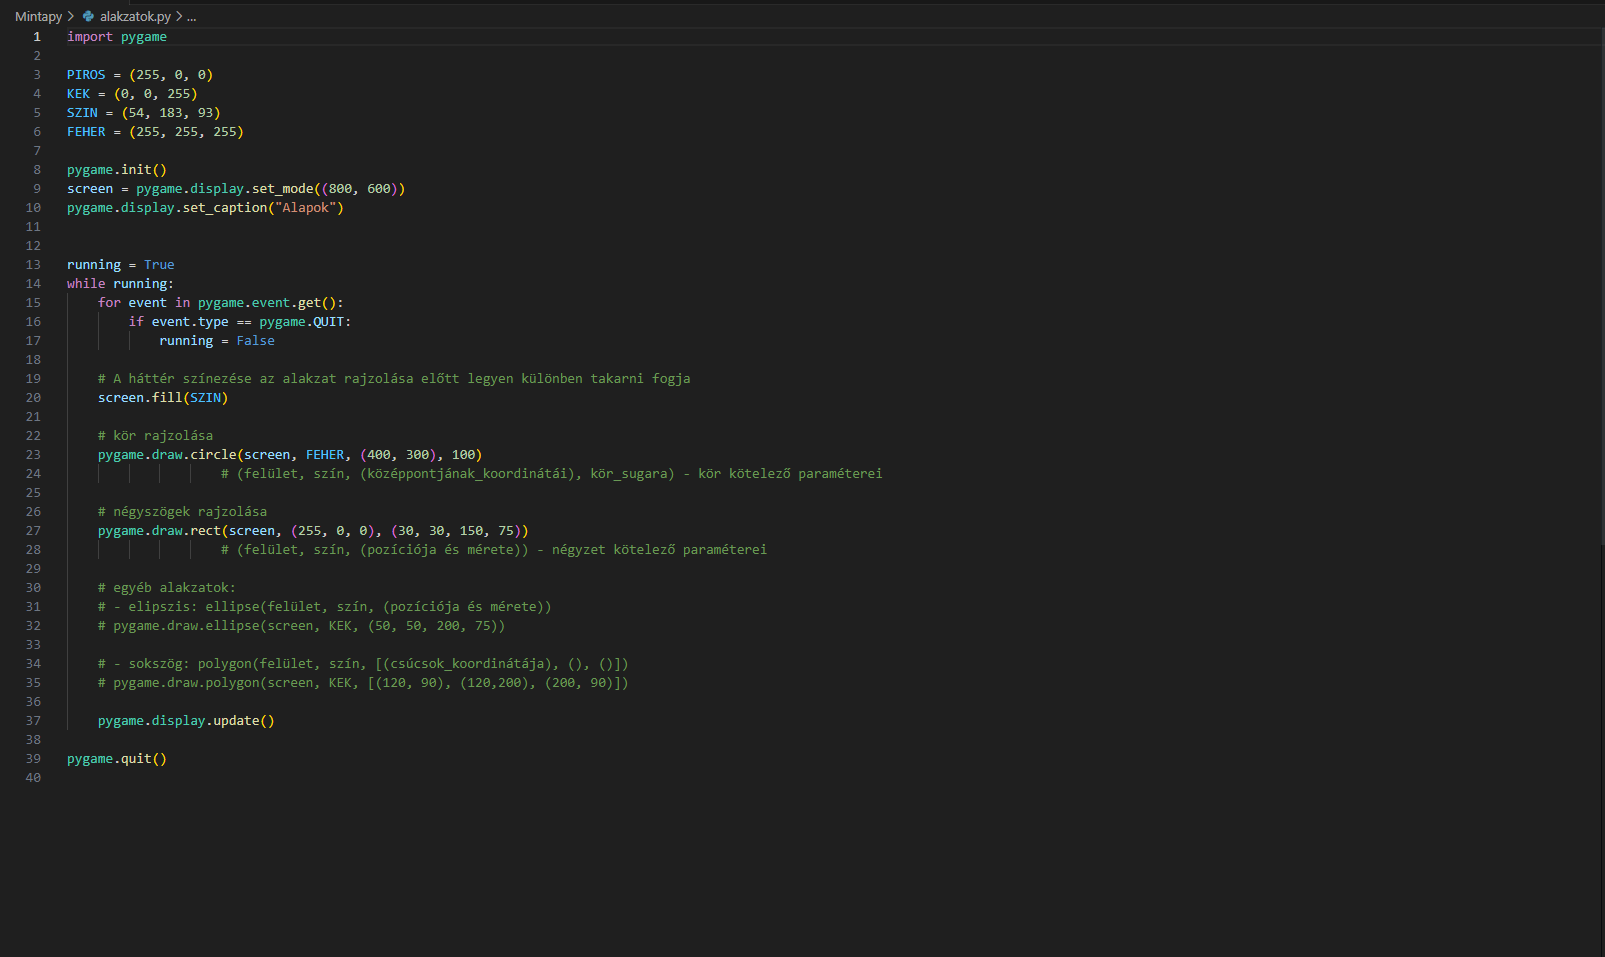 Mintapy > alakzatok.py > ...
1 import pygame
2
3 PIROS = (255, 0, 0)
4 KEK = (0, 0, 255)
5 SZIN = (54, 183, 93)
6 FEHER = (255, 255, 255)
7
8 pygame.init()
9 screen = pygame.display.set_mode((800, 600))
10 pygame.display.set_caption("Alapok")
11
12
13 running = True
14 while running:
15     for event in pygame.event.get():
16         if event.type == pygame.QUIT:
17             running = False
18
19     # A háttér színezése az alakzat rajzolása előtt legyen különben takarni fogja
20     screen.fill(SZIN)
21
22     # kör rajzolása
23     pygame.draw.circle(screen, FEHER, (400, 300), 100)
24                     # (felület, szín, (középpontjának_koordinátái), kör_sugara) - kör kötelező paraméterei
25
26     # négyszögek rajzolása
27     pygame.draw.rect(screen, (255, 0, 0), (30, 30, 150, 75))
28                     # (felület, szín, (pozíciója és mérete)) - négyzet kötelező paraméterei
29
30     # egyéb alakzatok:
31     # - elipszis: ellipse(felület, szín, (pozíciója és mérete))
32     # pygame.draw.ellipse(screen, KEK, (50, 50, 200, 75))
33
34     # - sokszög: polygon(felület, szín, [(csúcsok_koordinátája), (), ()])
35     # pygame.draw.polygon(screen, KEK, [(120, 90), (120,200), (200, 90)])
36
37     pygame.display.update()
38
39 pygame.quit()
40